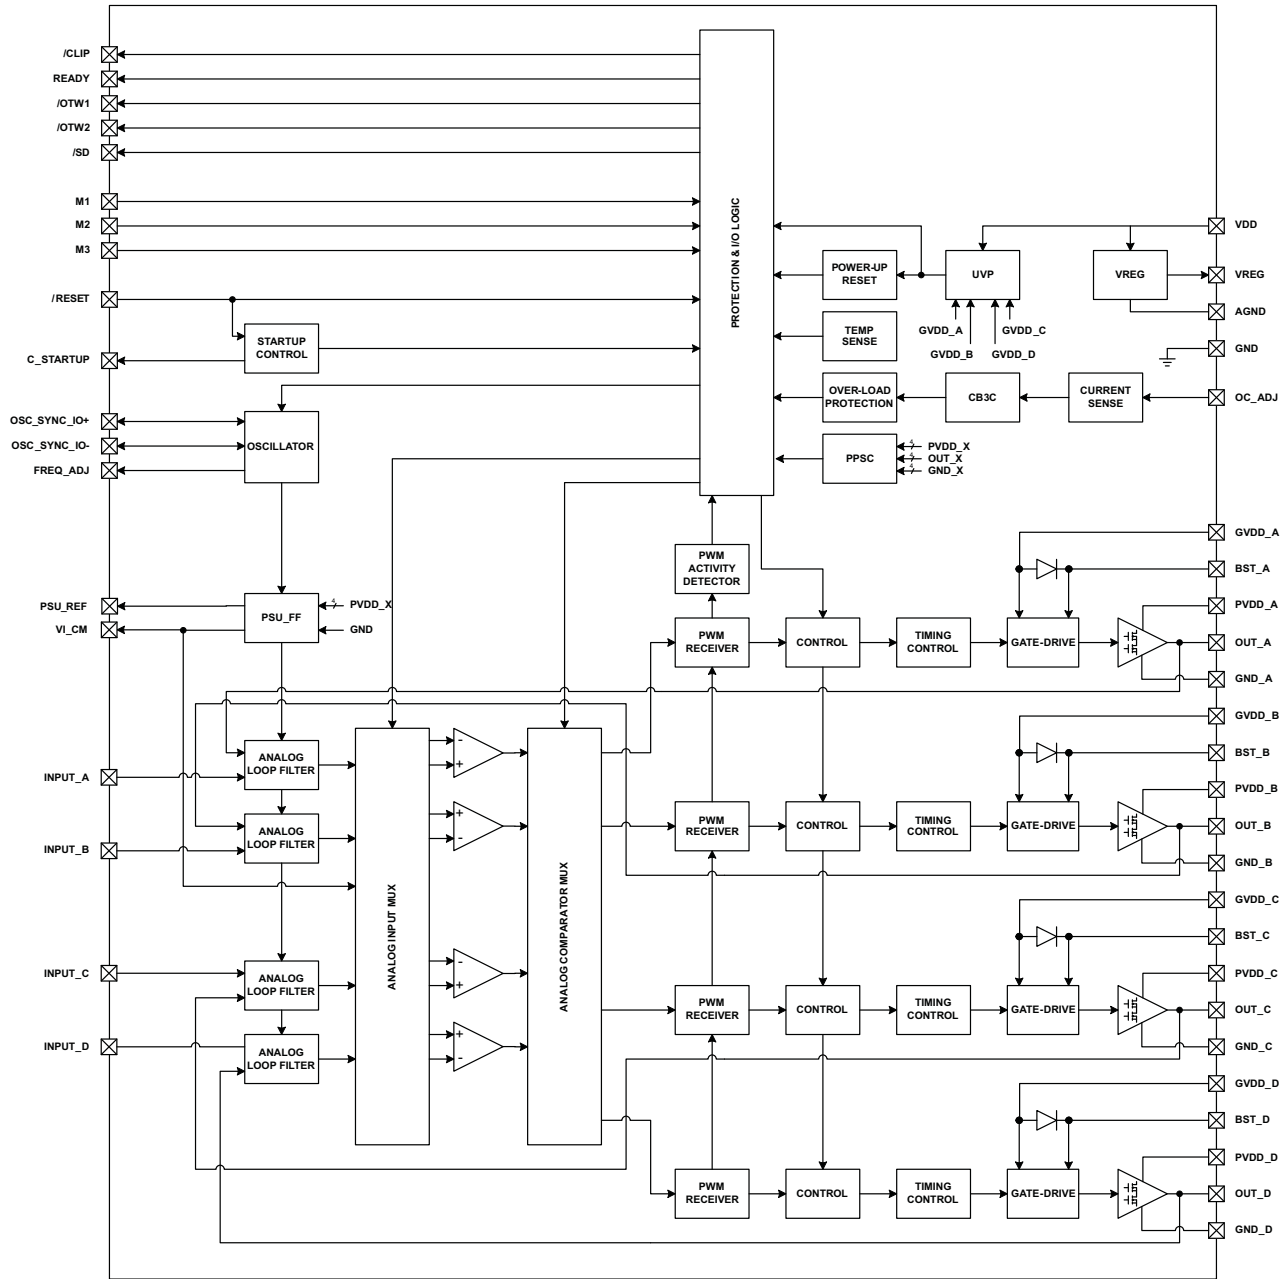 /CLIP
READY
/OTW1
/OTW2
/SD
M1
M2
M3
/RESET
C_STARTUP
OSC_SYNC_IO+
OSC_SYNC_IO-
FREQ_ADJ
PSU_REF
VI_CM
INPUT_A
INPUT_B
INPUT_C
INPUT_D
STARTUP
CONTROL
OSCILLATOR
PSU_FF
4
PVDD_X
GND
ANALOG
LOOP FILTER
ANALOG
LOOP FILTER
ANALOG
LOOP FILTER
ANALOG
LOOP FILTER
ANALOG INPUT MUX
-
+
+
-
-
+
+
-
ANALOG COMPARATOR MUX
PROTECTION & I/O LOGIC
POWER-UP
RESET
UVP
VREG
GVDD_A
GVDD_C
GVDD_B
GVDD_D
TEMP
SENSE
OVER-LOAD
PROTECTION
CB3C
CURRENT
SENSE
PPSC
4
PVDD_X
4
OUT_X
4
GND_X
PWM
ACTIVITY
DETECTOR
PWM
RECEIVER
CONTROL
TIMING
CONTROL
GATE-DRIVE
PWM
RECEIVER
CONTROL
TIMING
CONTROL
GATE-DRIVE
PWM
RECEIVER
CONTROL
TIMING
CONTROL
GATE-DRIVE
PWM
RECEIVER
CONTROL
TIMING
CONTROL
GATE-DRIVE
VDD
VREG
AGND
GND
OC_ADJ
GVDD_A
BST_A
PVDD_A
OUT_A
GND_A
GVDD_B
BST_B
PVDD_B
OUT_B
GND_B
GVDD_C
BST_C
PVDD_C
OUT_C
GND_C
GVDD_D
BST_D
PVDD_D
OUT_D
GND_D